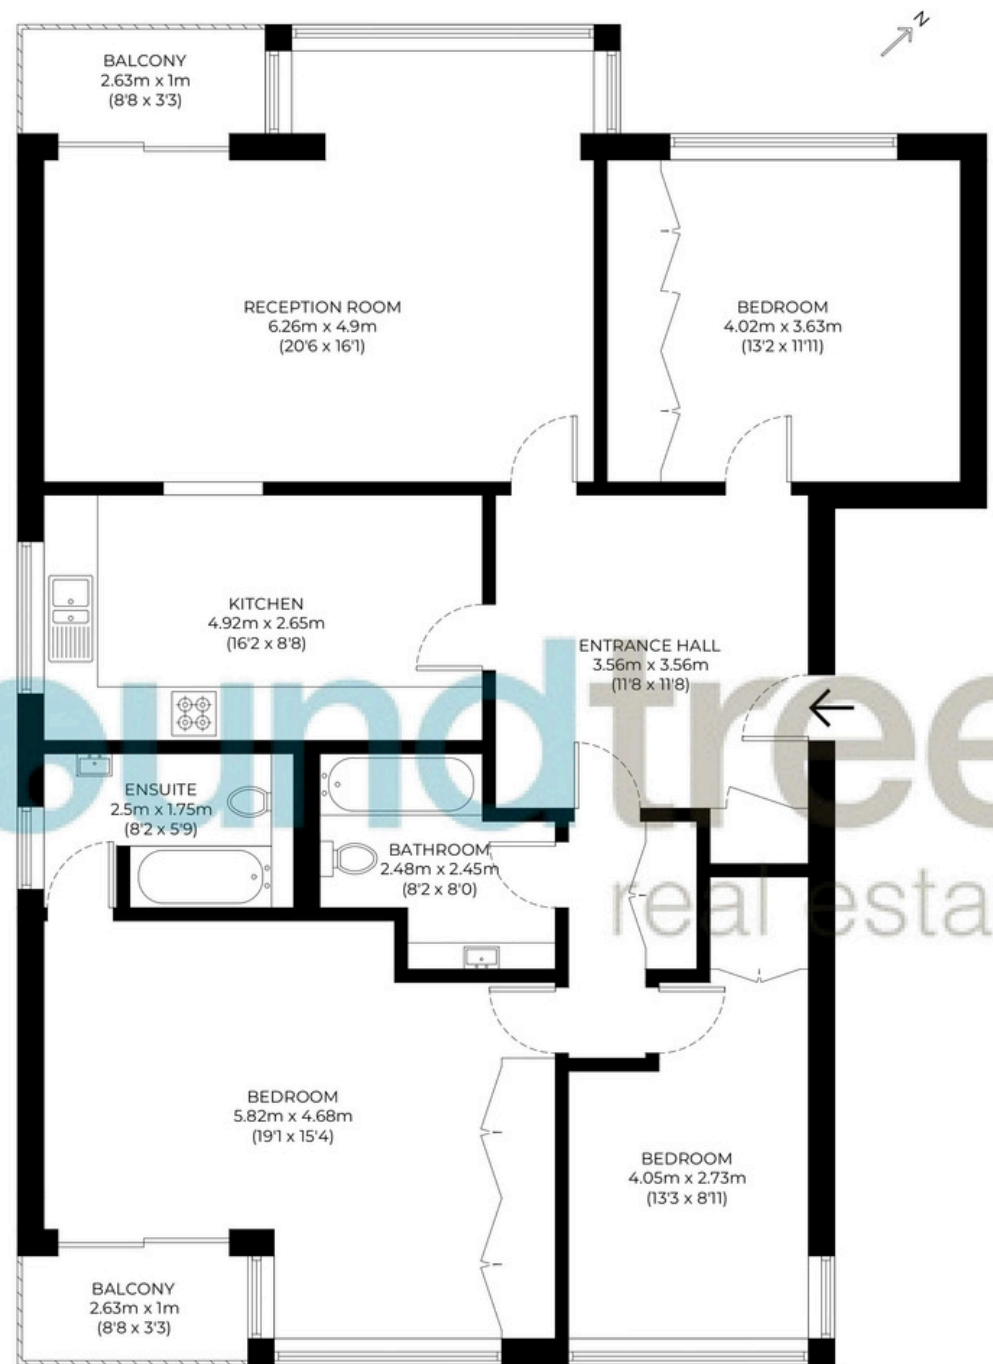 N
BALCONY
2.63m x 1m
(8'8 x 3'3)
RECEPTION ROOM
6.26m x 4.9m
(20'6 x 16'1)
BEDROOM
4.02m x 3.63m
(13'2 x 11'11)
KITCHEN
4.92m x 2.65m
(16'2 x 8'8)
ENTRANCE HALL
3.56m x 3.56m
(11'8 x 11'8)
oundtree
real esta
ENSUITE
2.5m x 1.75m
(8'2 x 5'9)
BATHROOM
2.48m x 2.45m
(8'2 x 8'0)
BEDROOM
5.82m x 4.68m
(19'1 x 15'4)
BEDROOM
4.05m x 2.73m
(13'3 x 8'11)
BALCONY
2.63m x 1m
(8'8 x 3'3)